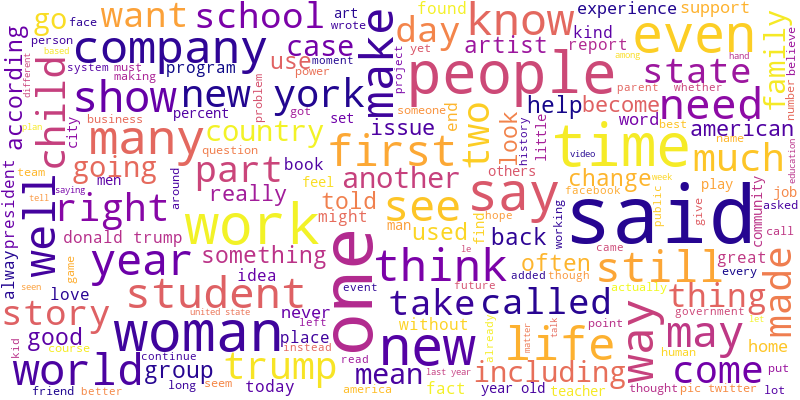 go want school know experience support
found
art
wrote
face person based
according different
company case
day artist kind report even family number believe
child system must making program use power moment make
project yet people state whether parent among hand
show new york problem
percent got set someone
help become need
city business many country issue
end history little look word best american
question first two time much name education
plan team going part book another others video
men feel
well saying tell around really told say change play job
facebook week
right work might see find hope public give community asked
president alway donald trump something used man back working call
year idea event think often added though came said still great every
game seen love student never le future called actually thing made
story united state left take
good woman place one without new already life point may government
kid course continue instead matter talk way human home
world group trump read mean last year including come put
friend better long seem today america fact teacher year old thought pic twitter lot